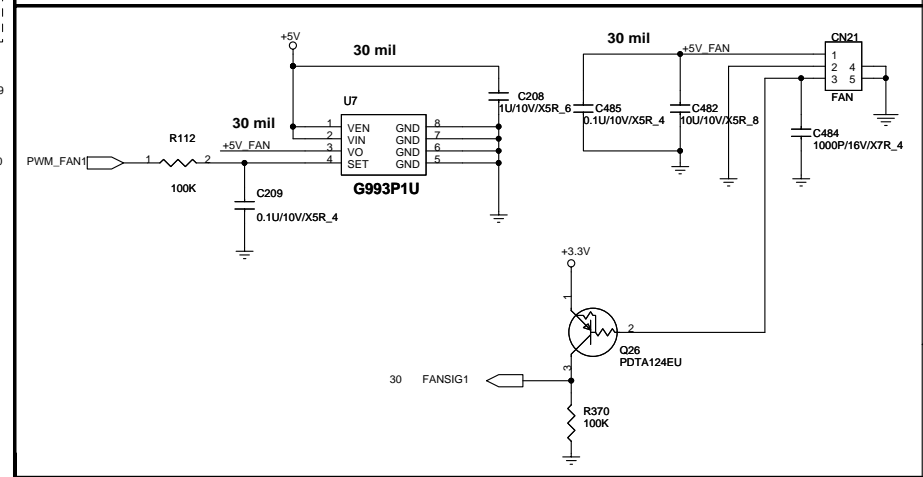 +5V
30 mil
30 mil
+5V_FAN
CN21
1
2
3
4
5
FAN
C208
1U/10V/X5R_6
C485
0.1U/10V/X5R_4
C482
10U/10V/X5R_8
C484
1000P/16V/X7R_4
U7
30 mil
+5V_FAN
1 VEN GND 8
2 VIN GND 7
3 VO GND 6
4 SET GND 5
G993P1U
R112
PWM_FAN1
1
2
100K
C209
0.1U/10V/X5R_4
+3.3V
1
2
Q26
PDTA124EU
3
30 FANSIG1
R370
100K